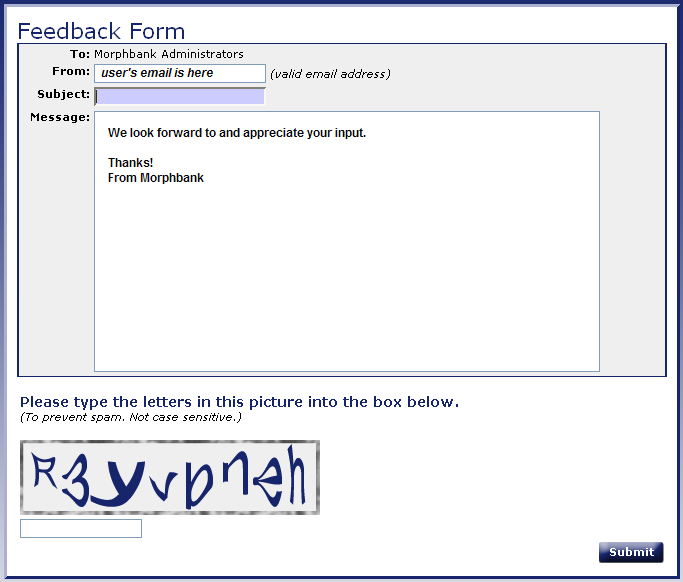 Feedback Form
To: Morphbank Administrators
From: user's email is here (valid email address)
Subject:
Message:
We look forward to and appreciate your input.
Thanks!
From Morphbank
Please type the letters in this picture into the box below.
(To prevent spam. Not case sensitive.)
Submit